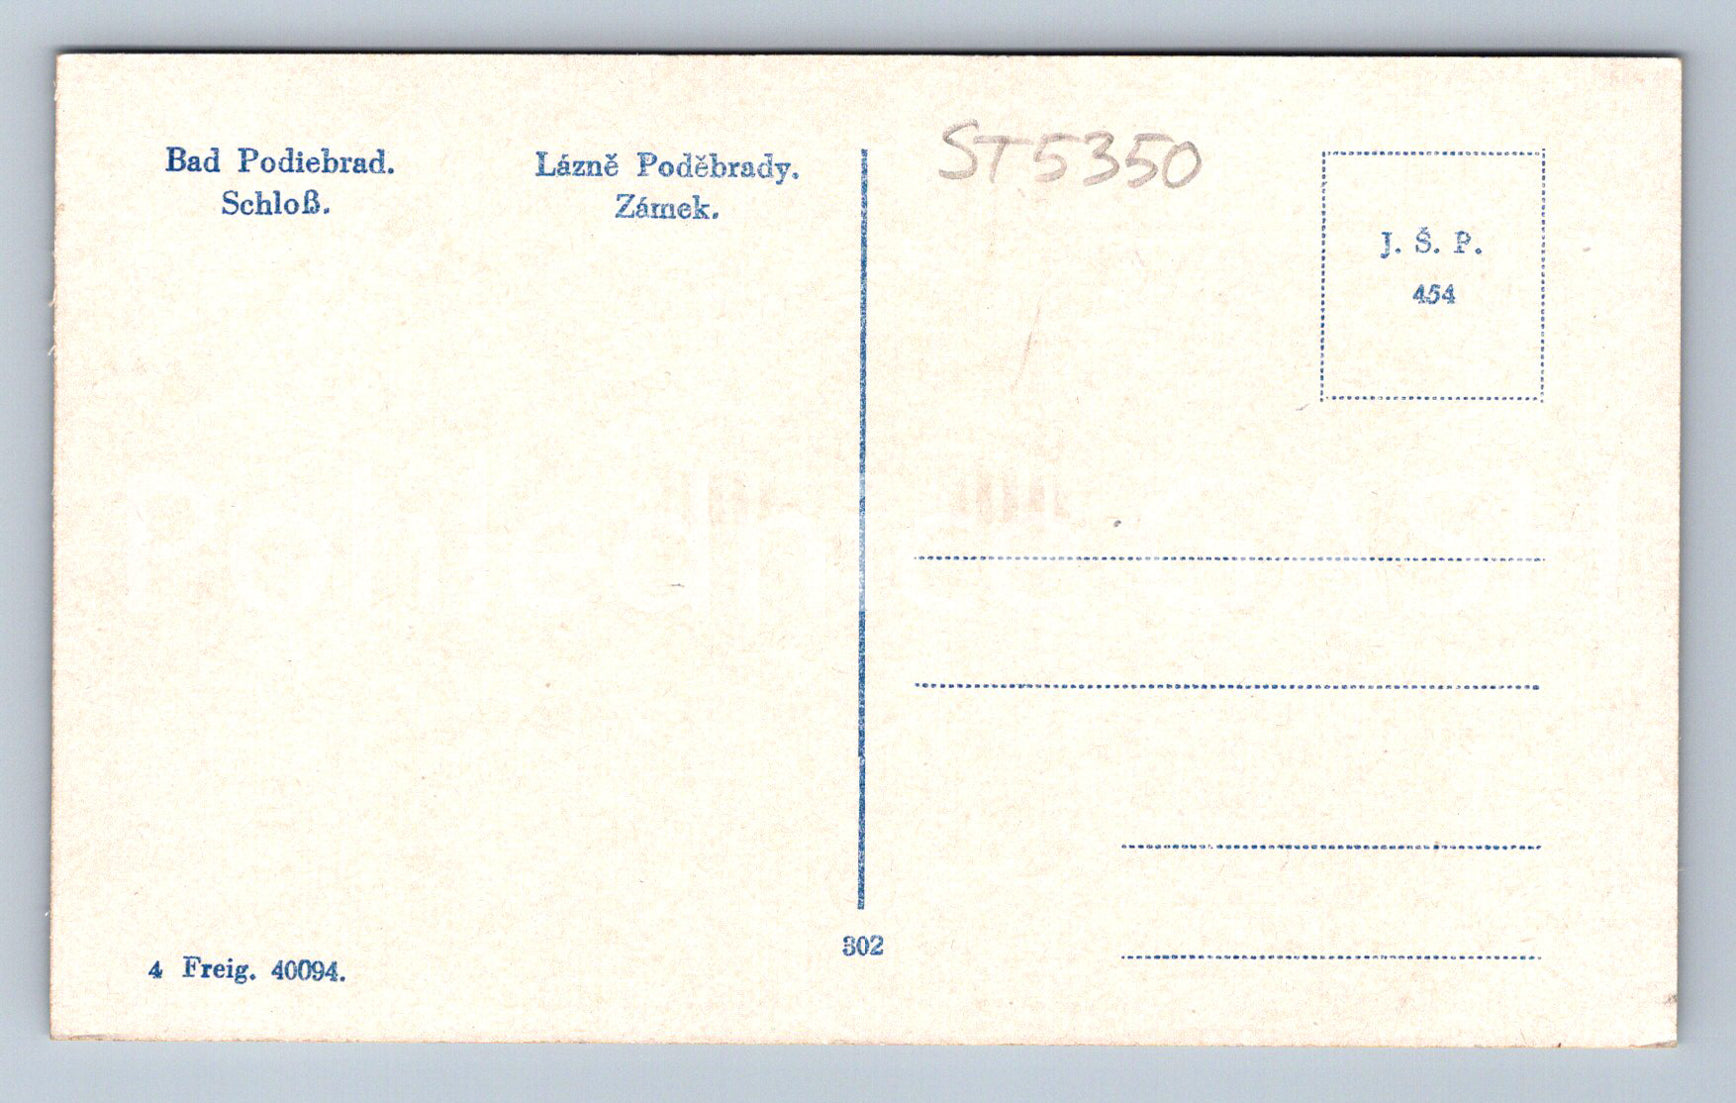 Bad Podiebrad.
Schloß.
Lázně Poděbrady.
Zámek.
ST5350
J. Š. P.
454
302
4 Freig. 40094.